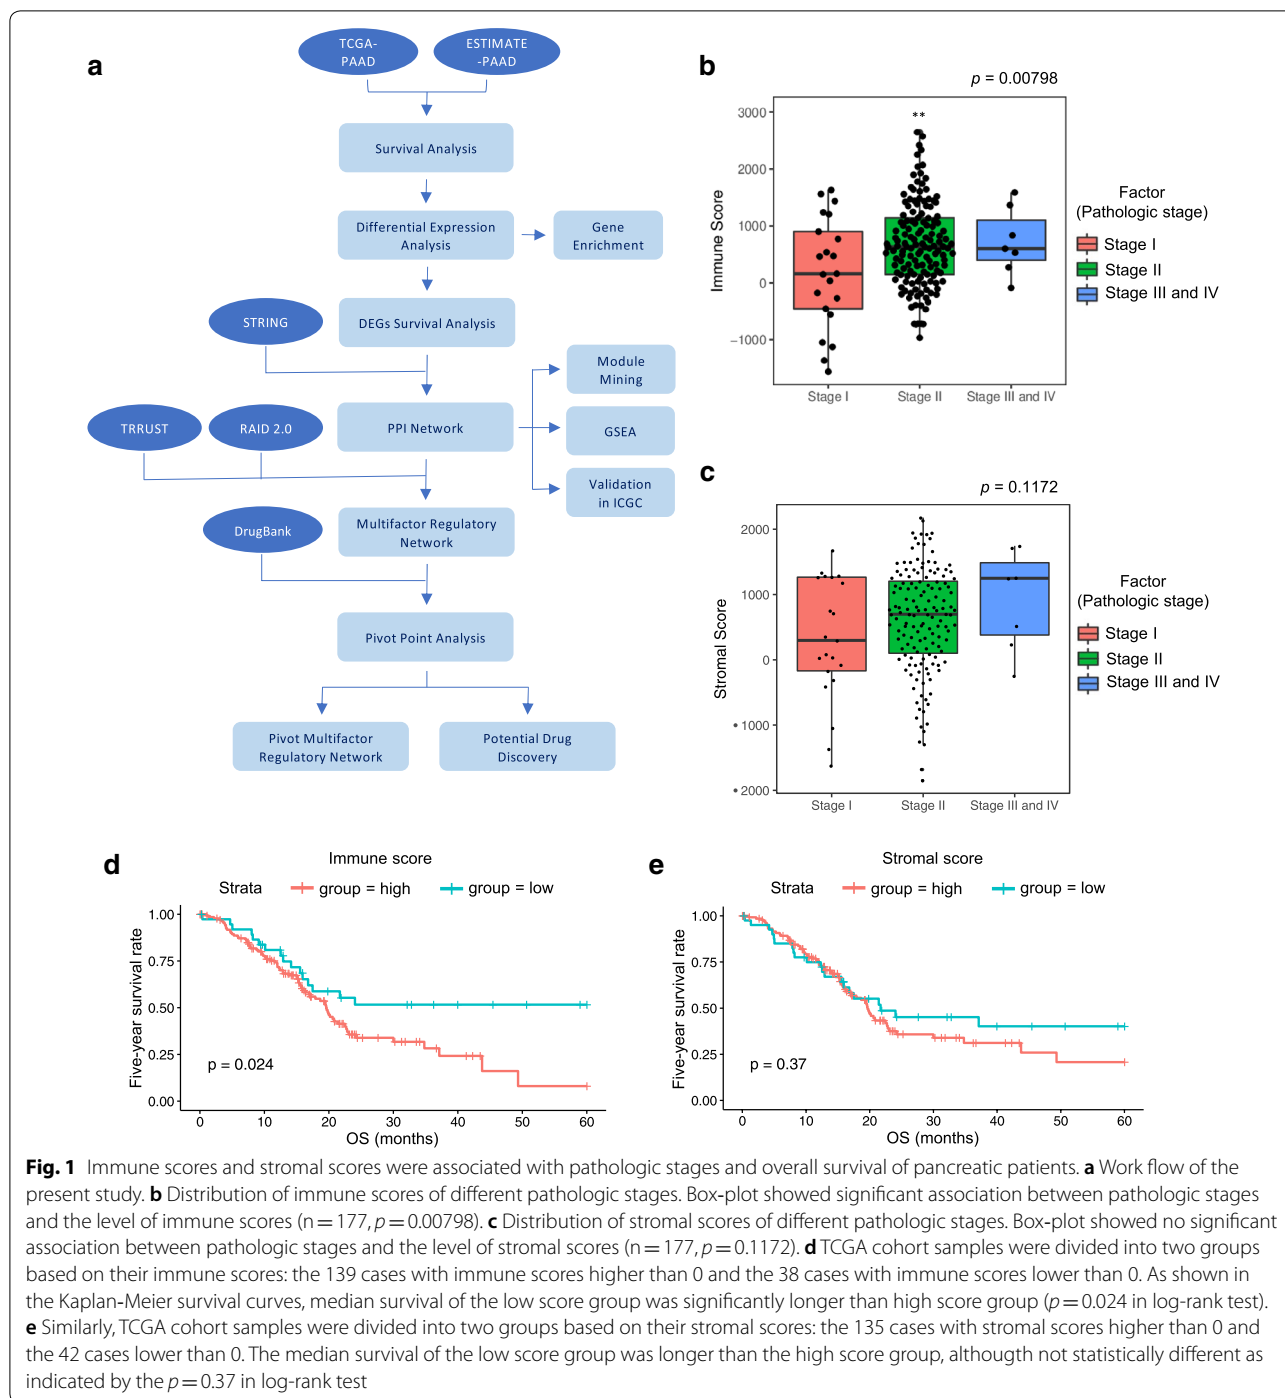 a
TCGA-
PAAD
ESTIMATE
-PAAD
Survival Analysis
Differential Expression
Analysis
Gene
Enrichment
STRING
DEGs Survival Analysis
Module
Mining
TRRUST
RAID 2.0
PPI Network
GSEA
Validation
in ICGC
DrugBank
Multifactor Regulatory
Network
Pivot Point Analysis
Pivot Multifactor
Regulatory Network
Potential Drug
Discovery
b
p = 0.00798
**
Immune Score
3000
2000
1000
0
−1000
Stage I
Stage II
Stage III and IV
Factor
(Pathologic stage)
Stage I
Stage II
Stage III and IV
c
p = 0.1172
Stromal Score
2000
1000
0
• 1000
• 2000
Stage I
Stage II
Stage III and IV
Factor
(Pathologic stage)
Stage I
Stage II
Stage III and IV
d
Immune score
Strata group = high group = low
Five-year survival rate
1.00
0.75
0.50
0.25
0.00
p = 0.024
0 10 20 30 40 50 60
OS (months)
e
Stromal score
Strata group = high group = low
Five-year survival rate
1.00
0.75
0.50
0.25
0.00
p = 0.37
0 10 20 30 40 50 60
OS (months)
Fig. 1 Immune scores and stromal scores were associated with pathologic stages and overall survival of pancreatic patients. a Work flow of the
present study. b Distribution of immune scores of different pathologic stages. Box-plot showed significant association between pathologic stages
and the level of immune scores (n = 177, p = 0.00798). c Distribution of stromal scores of different pathologic stages. Box-plot showed no significant
association between pathologic stages and the level of stromal scores (n = 177, p = 0.1172). d TCGA cohort samples were divided into two groups
based on their immune scores: the 139 cases with immune scores higher than 0 and the 38 cases with immune scores lower than 0. As shown in
the Kaplan-Meier survival curves, median survival of the low score group was significantly longer than high score group (p = 0.024 in log-rank test).
e Similarly, TCGA cohort samples were divided into two groups based on their stromal scores: the 135 cases with stromal scores higher than 0 and
the 42 cases lower than 0. The median survival of the low score group was longer than the high score group, althougth not statistically different as
indicated by the p = 0.37 in log-rank test